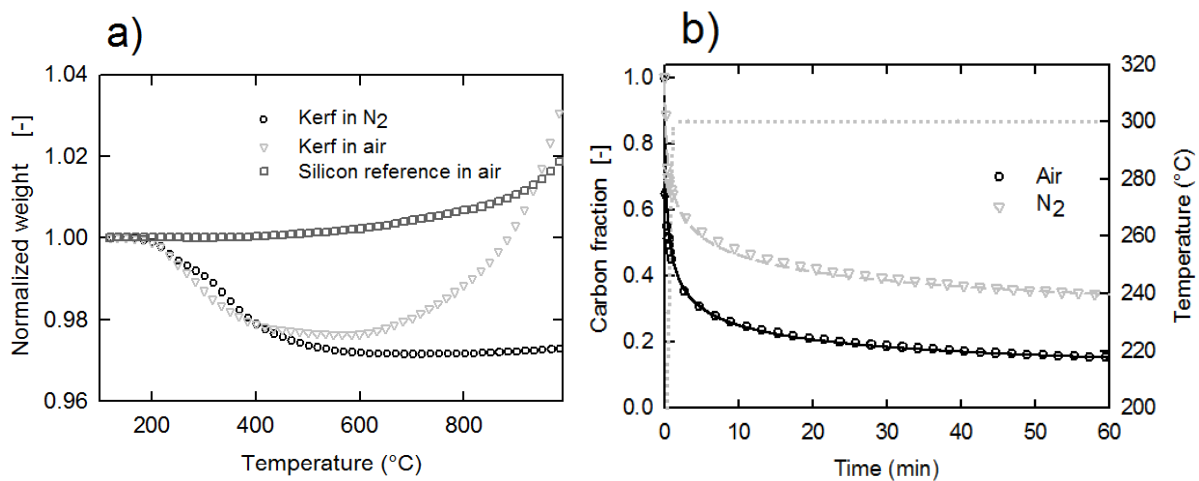 a)
Normalized weight [-]
1.04
1.02
1.00
0.98
0.96
Kerf in N2
Kerf in air
Silicon reference in air
200
400
600
800
Temperature (°C)
b)
Carbon fraction [-]
1.0
0.8
0.6
0.4
0.2
0.0
Air
N2
0
10
20
30
40
50
60
Time (min)
320
300
280
260
240
220
200
Temperature (°C)